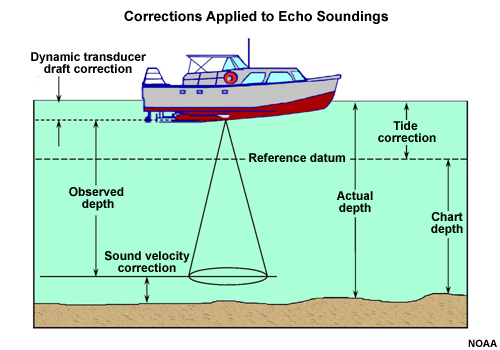 Corrections Applied to Echo Soundings
Dynamic transducer
draft correction
Tide
correction
Reference datum
Observed
depth
Actual
depth
Chart
depth
Sound velocity
correction
NOAA